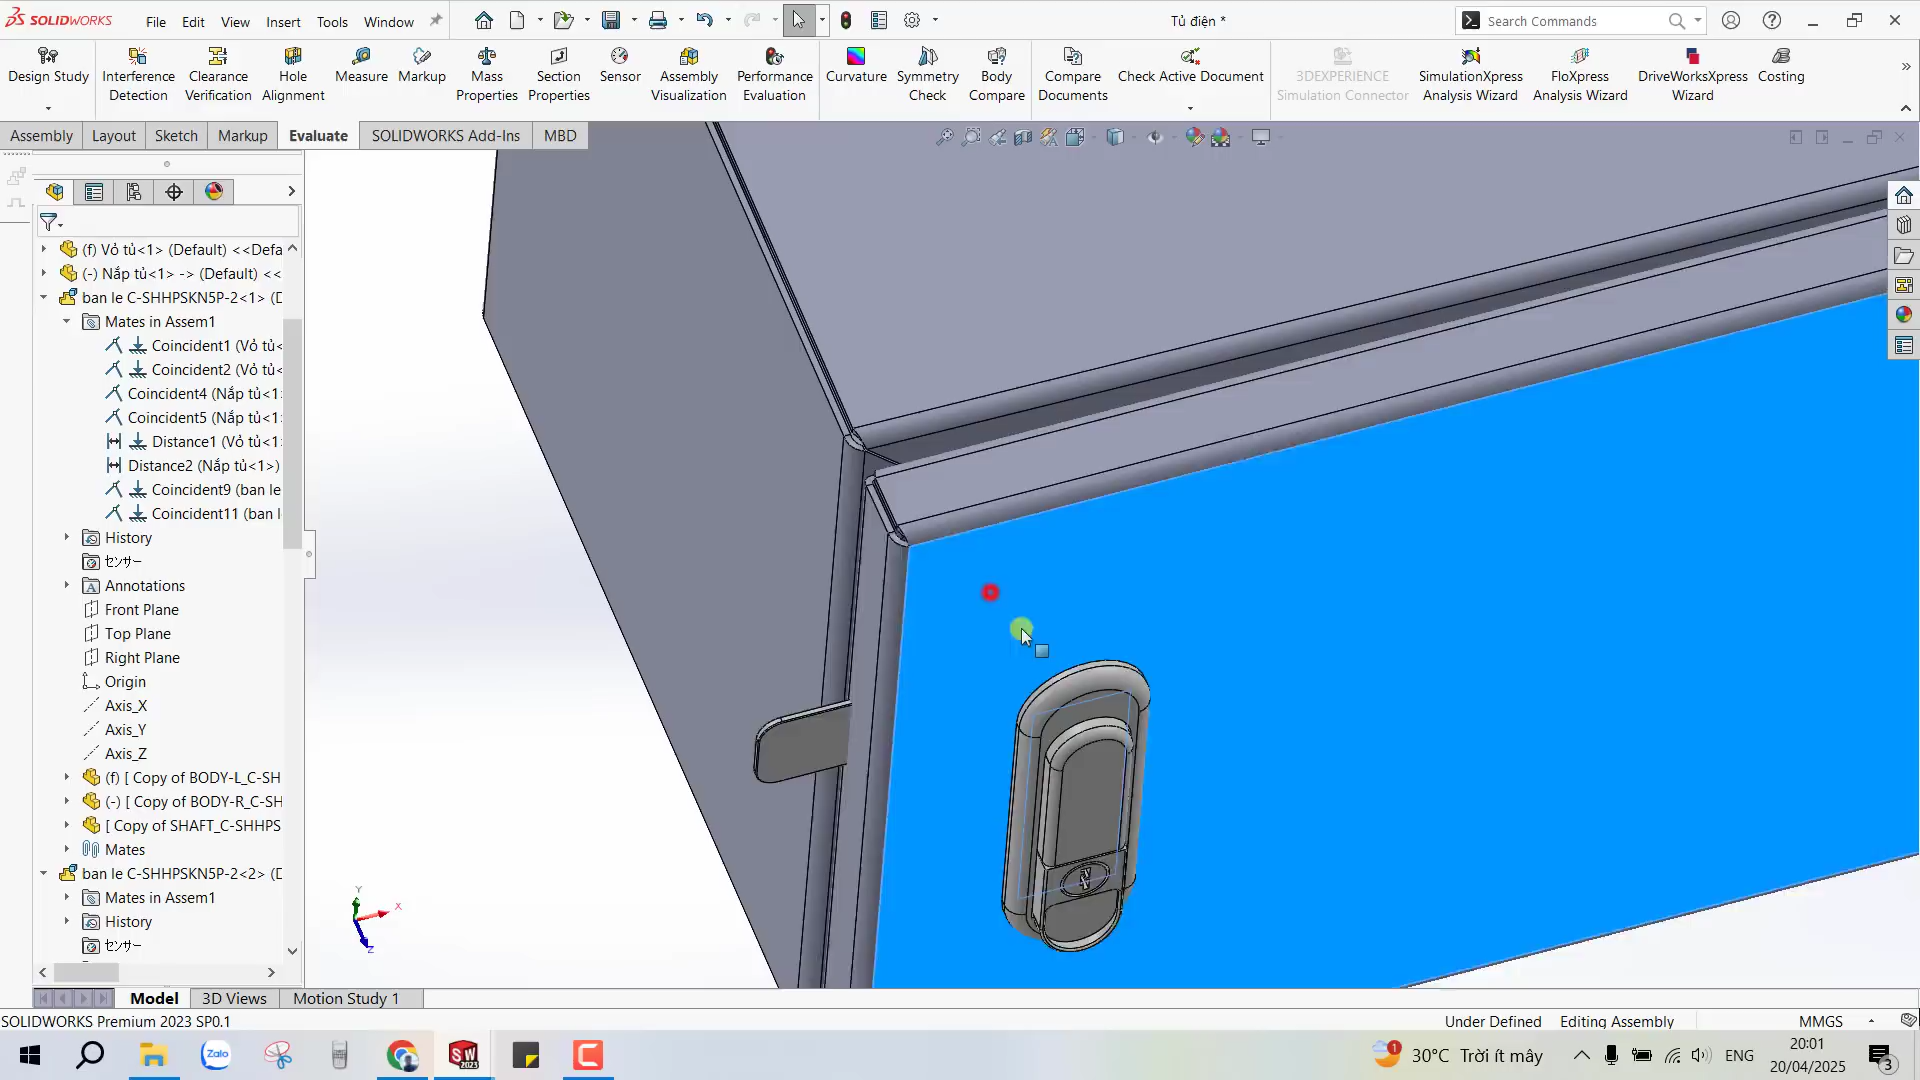 SOLIDWORKS
File Edit View Insert Tools Window
Tủ điện *
Search Commands
Design Study
Interference Detection
Clearance Verification
Hole Alignment
Measure
Markup
Mass Properties
Section Properties
Sensor
Assembly Visualization
Performance Evaluation
Curvature
Symmetry Check
Body Compare
Compare Documents
Check Active Document
3DEXPERIENCE Simulation Connector
SimulationXpress Analysis Wizard
FloXpress Analysis Wizard
DriveWorksXpress Wizard
Costing
Assembly Layout Sketch Markup Evaluate SOLIDWORKS Add-Ins MBD
(f) Vỏ tủ<1> (Default) <<Defa
(-) Nắp tủ<1> -> (Default) <<
ban le C-SHHPSKN5P-2<1> (D
Mates in Assem1
Coincident1 (Vỏ tủ<
Coincident2 (Vỏ tủ<
Coincident4 (Nắp tủ<1>
Coincident5 (Nắp tủ<1>
Distance1 (Vỏ tủ<1>
Distance2 (Nắp tủ<1>)
Coincident9 (ban le
Coincident11 (ban l
History
センサー
Annotations
Front Plane
Top Plane
Right Plane
Origin
Axis_X
Axis_Y
Axis_Z
(f) [ Copy of BODY-L_C-SH
(-) [ Copy of BODY-R_C-SH
[ Copy of SHAFT_C-SHHPS
Mates
ban le C-SHHPSKN5P-2<2> (D
Mates in Assem1
History
センサー
Y
X
Z
Model 3D Views Motion Study 1
SOLIDWORKS Premium 2023 SP0.1
Under Defined Editing Assembly MMGS
Zalo
SW
2023
1
30°C Trời ít mây
ENG
20:01
20/04/2025
3